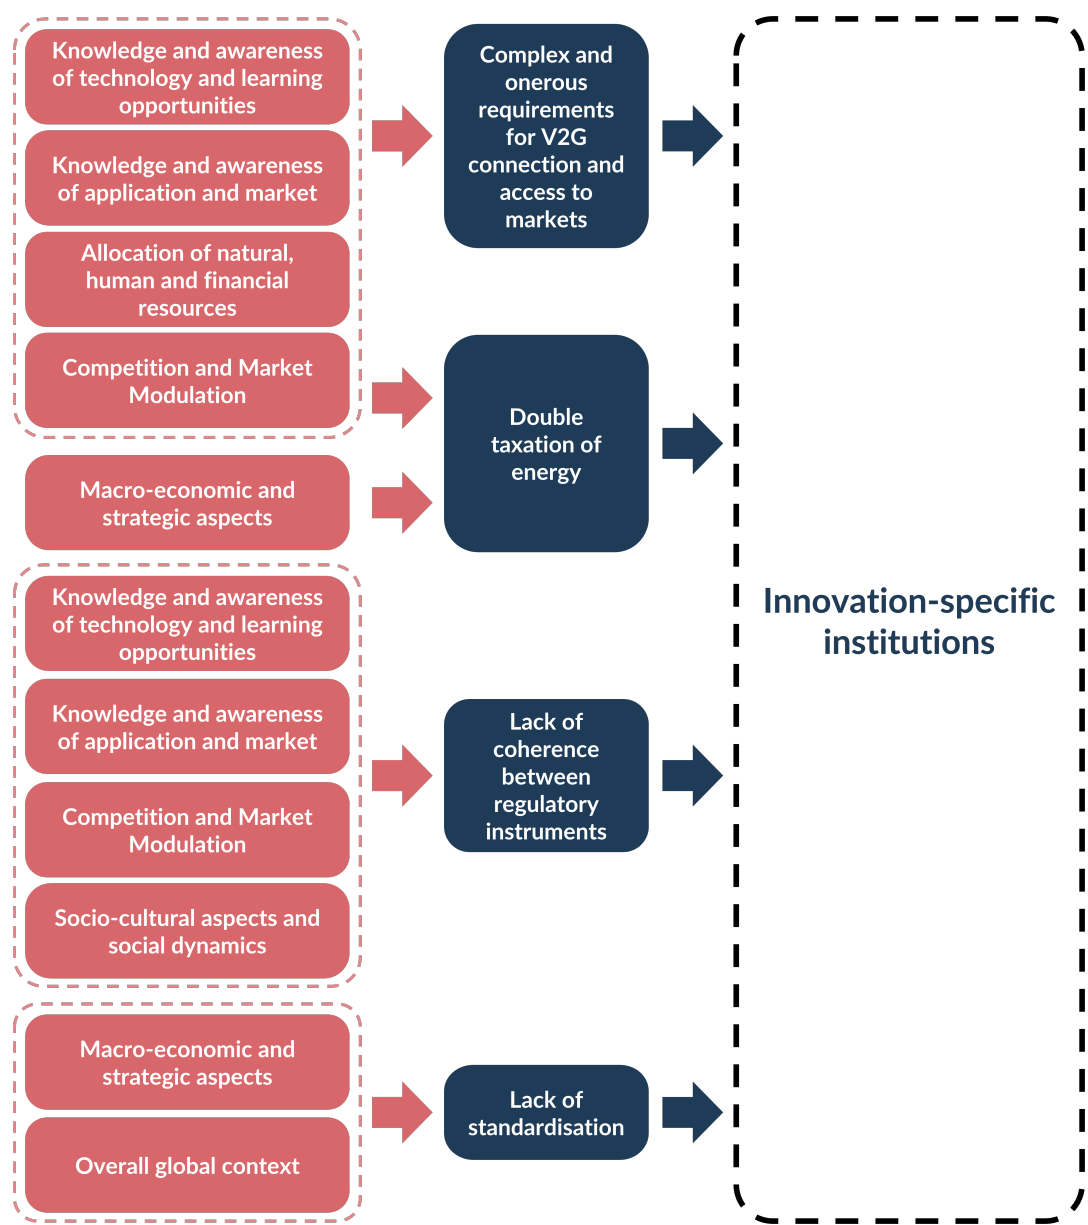 Knowledge and awareness
of technology and learning
opportunities
Knowledge and awareness
of application and market
Allocation of natural,
human and financial
resources
Competition and Market
Modulation
Macro-economic and
strategic aspects
Knowledge and awareness
of technology and learning
opportunities
Knowledge and awareness
of application and market
Competition and Market
Modulation
Socio-cultural aspects and
social dynamics
Macro-economic and
strategic aspects
Overall global context
Complex and
onerous
requirements
for V2G
connection and
access to
markets
Double
taxation of
energy
Lack of
coherence
between
regulatory
instruments
Lack of
standardisation
Innovation-specific
institutions